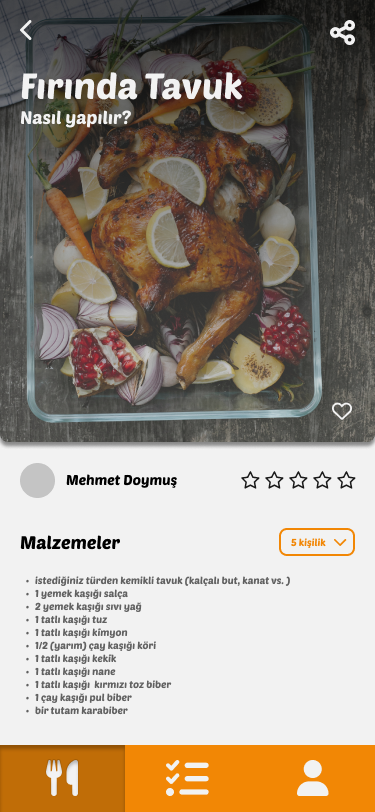 Fırında Tavuk
Nasıl yapılır?
Mehmet Doymuş
Malzemeler
5 kişilik
• istediğiniz türden kemikli tavuk (kalçalı but, kanat vs. )
• 1 yemek kaşığı salça
• 2 yemek kaşığı sıvı yağ
• 1 tatlı kaşığı tuz
• 1 tatlı kaşığı kimyon
• 1/2 (yarım) çay kaşığı köri
• 1 tatlı kaşığı kekik
• 1 tatlı kaşığı nane
• 1 tatlı kaşığı kırmızı toz biber
• 1 çay kaşığı pul biber
• bir tutam karabiber